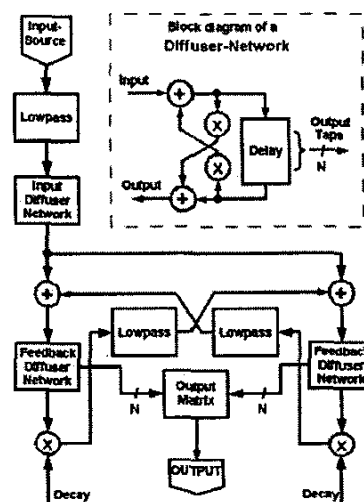 Input-
Source
Lowpass
Input
Diffuser
Network
Block diagram of a
Diffuser-Network
Input
+
X
X
Delay
Output
Taps
N
Output
+
+
+
Lowpass
Lowpass
Feedback
Diffuser
Network
Output
Matrix
Feedback
Diffuser
Network
N
N
X
X
OUTPUT
Decay
Decay